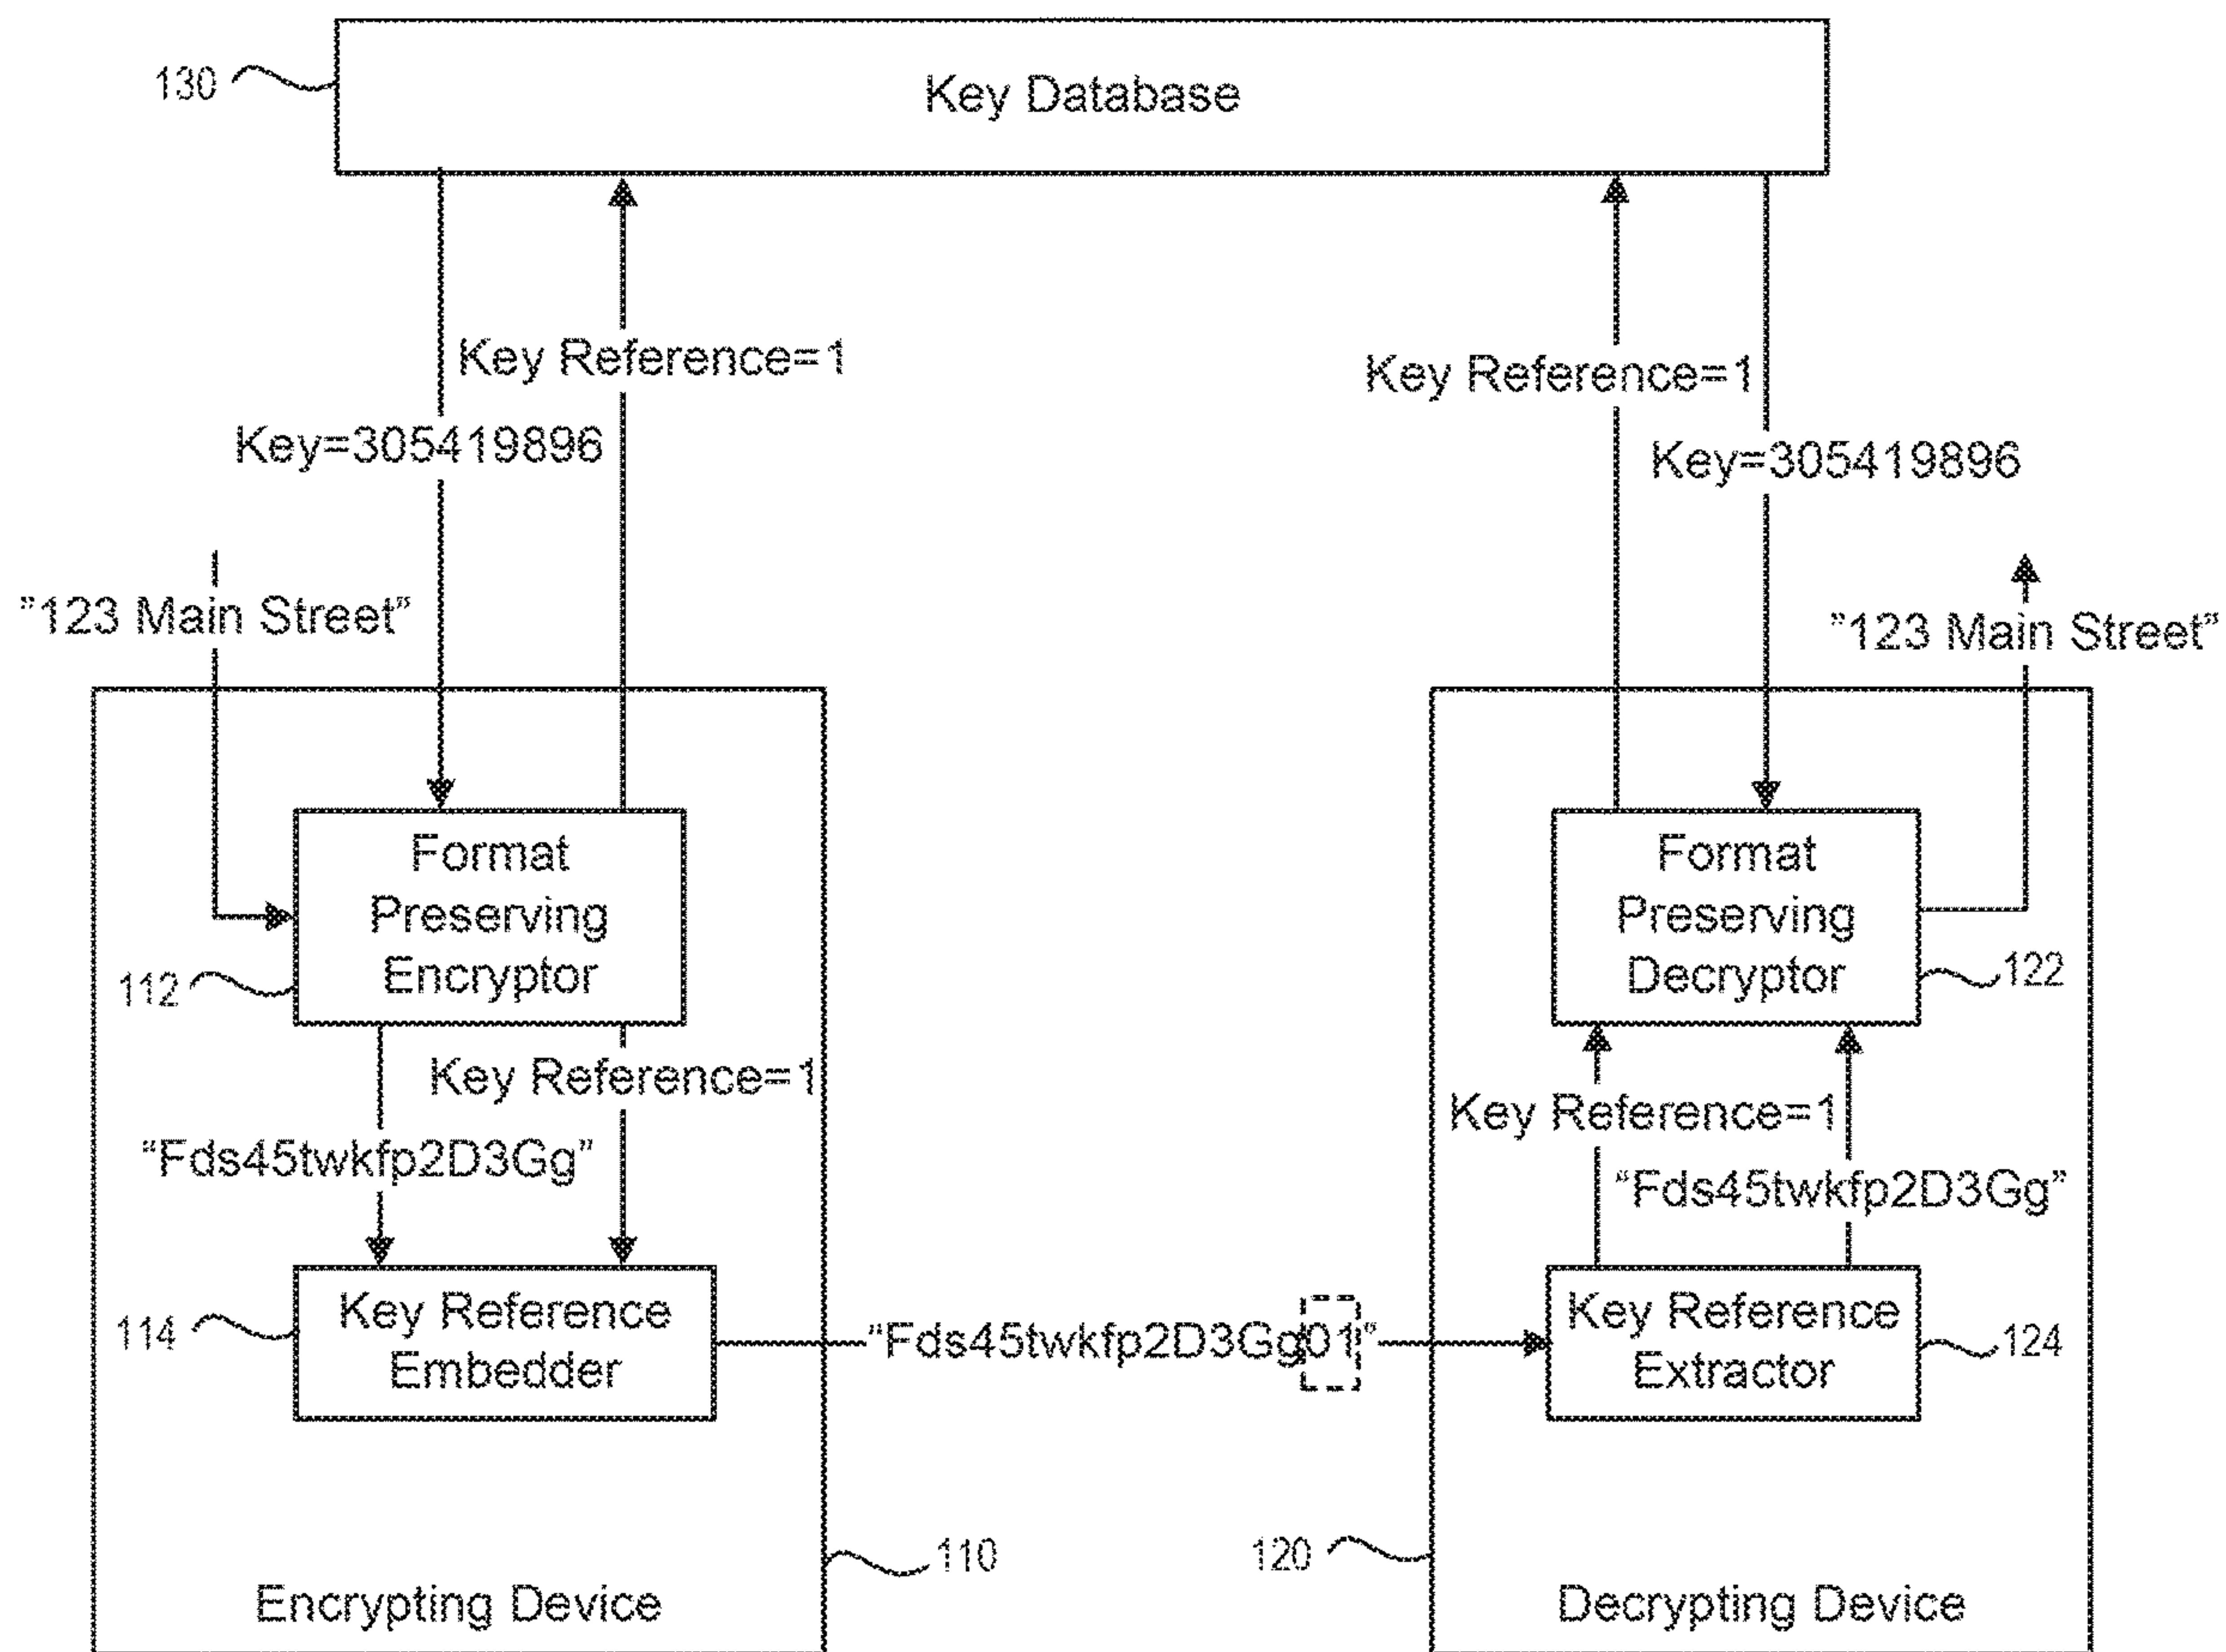 130
Key Database
Key Reference=1
Key Reference=1
Key=305419896
Key=305419896
”123 Main Street”
”123 Main Street”
Format
Preserving
Encryptor
112
Format
Preserving
Decryptor
122
Key Reference=1
“Fds45twkfp2D3Gg”
Key Reference=1
“Fds45twkfp2D3Gg”
114
Key Reference
Embedder
“Fds45twkfp2D3Gg01”
Key Reference
Extractor
124
110
120
Encrypting Device
Decrypting Device